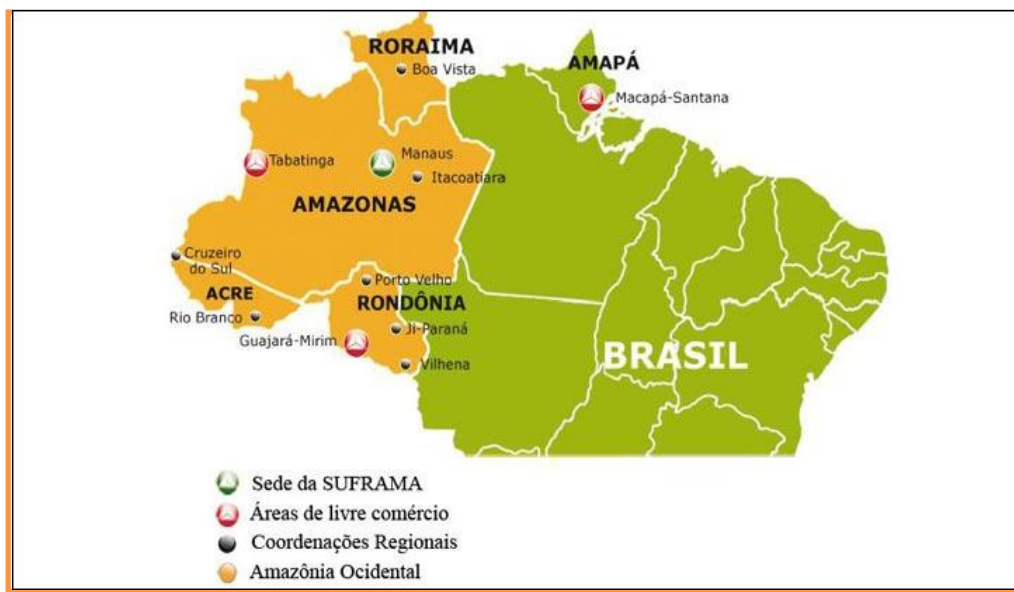 RORAIMA
Boa Vista
AMAPÁ
Macapá-Santana
Tabatinga
Manaus
Itacoatiara
AMAZONAS
Cruzeiro
do Sul
Porto Velho
ACRE
RONDÔNIA
Rio Branco
Ji-Paraná
Guajará-Mirim
Vilhena
BRASIL
Sede da SUFRAMA
Áreas de livre comércio
Coordenações Regionais
Amazônia Ocidental